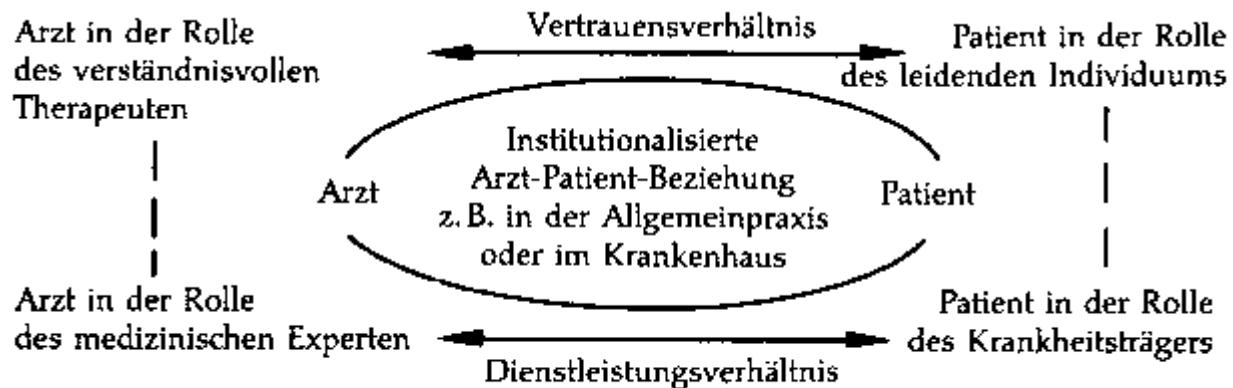 Arzt in der Rolle
des verständnisvollen
Therapeuten
Vertrauensverhältnis
Patient in der Rolle
des leidenden Individuums
Arzt
Institutionalisierte
Arzt-Patient-Beziehung
z. B. in der Allgemeinpraxis
oder im Krankenhaus
Patient
Arzt in der Rolle
des medizinischen Experten
Dienstleistungsverhältnis
Patient in der Rolle
des Krankheitsträgers